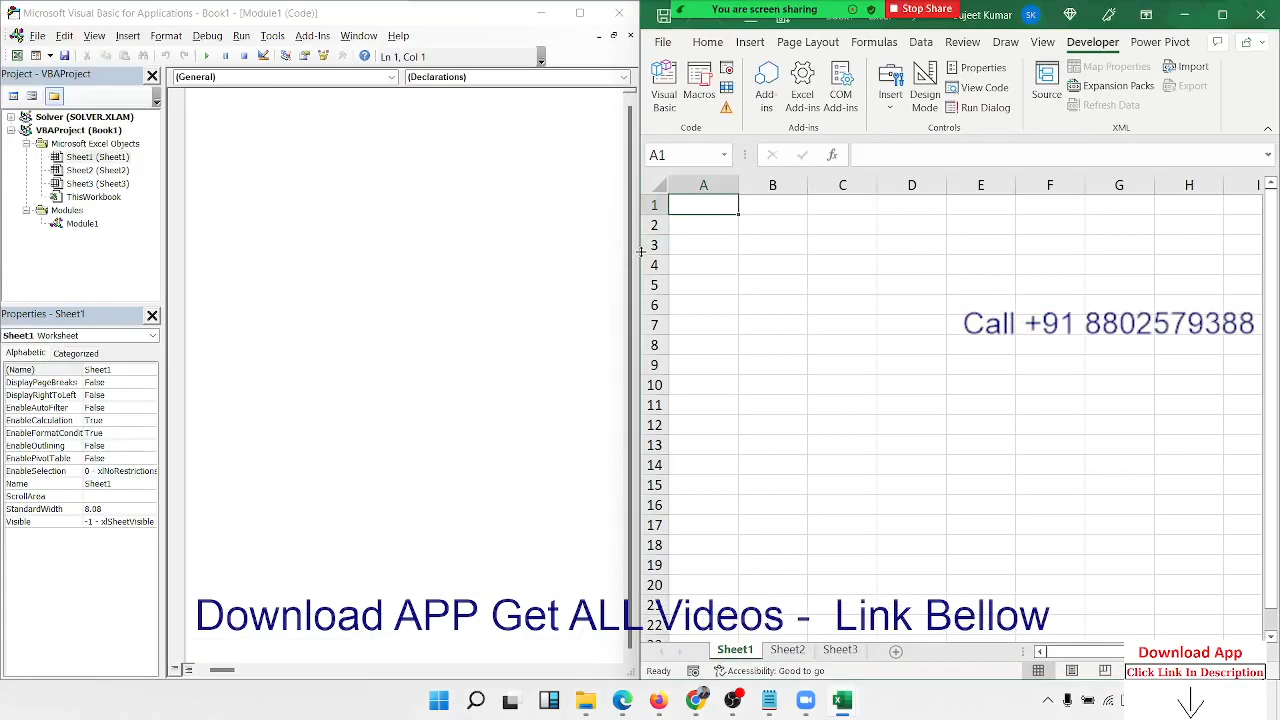 Microsoft Visual Basic for Applications - Book1 - [Module1 (Code)]
You are screen sharing
Stop Share
jeet Kumar
SK
File Edit View Insert Format Debug Run Tools Add-Ins Window Help
Ln 1, Col 1
File Home Insert Page Layout Formulas Data Review View Draw Developer Power Pivot
Project - VBAProject
(General)
(Declarations)
Solver (SOLVER.XLAM)
VBAProject (Book1)
Microsoft Excel Objects
Sheet1 (Sheet1)
Sheet2 (Sheet2)
Sheet3 (Sheet3)
ThisWorkbook
Modules
Module1
Visual Basic
Macros
Code
Add-ins
Excel Add-ins
COM Add-ins
Add-ins
Insert
Design Mode
Properties
View Code
Run Dialog
Controls
Source
Map Properties
Expansion Packs
Refresh Data
Import
Export
XML
A1
fx
A B C D E F G H I
1
2
3
4
5
6
7
8
9
10
11
12
13
14
15
16
17
18
19
20
22
Call +91 8802579388
Properties - Sheet1
Sheet1 Worksheet
Alphabetic Categorized
(Name) Sheet1
DisplayPageBreaks False
DisplayRightToLeft False
EnableAutoFilter False
EnableCalculation True
EnableFormatCondit True
EnableOutlining False
EnablePivotTable False
EnableSelection 0 - xlNoRestrictions
Name Sheet1
ScrollArea
StandardWidth 8.08
Visible -1 - xlSheetVisible
Download APP Get ALL Videos - Link Bellow
Sheet1 Sheet2 Sheet3
Ready
Accessibility: Good to go
Download App
Click Link In Description